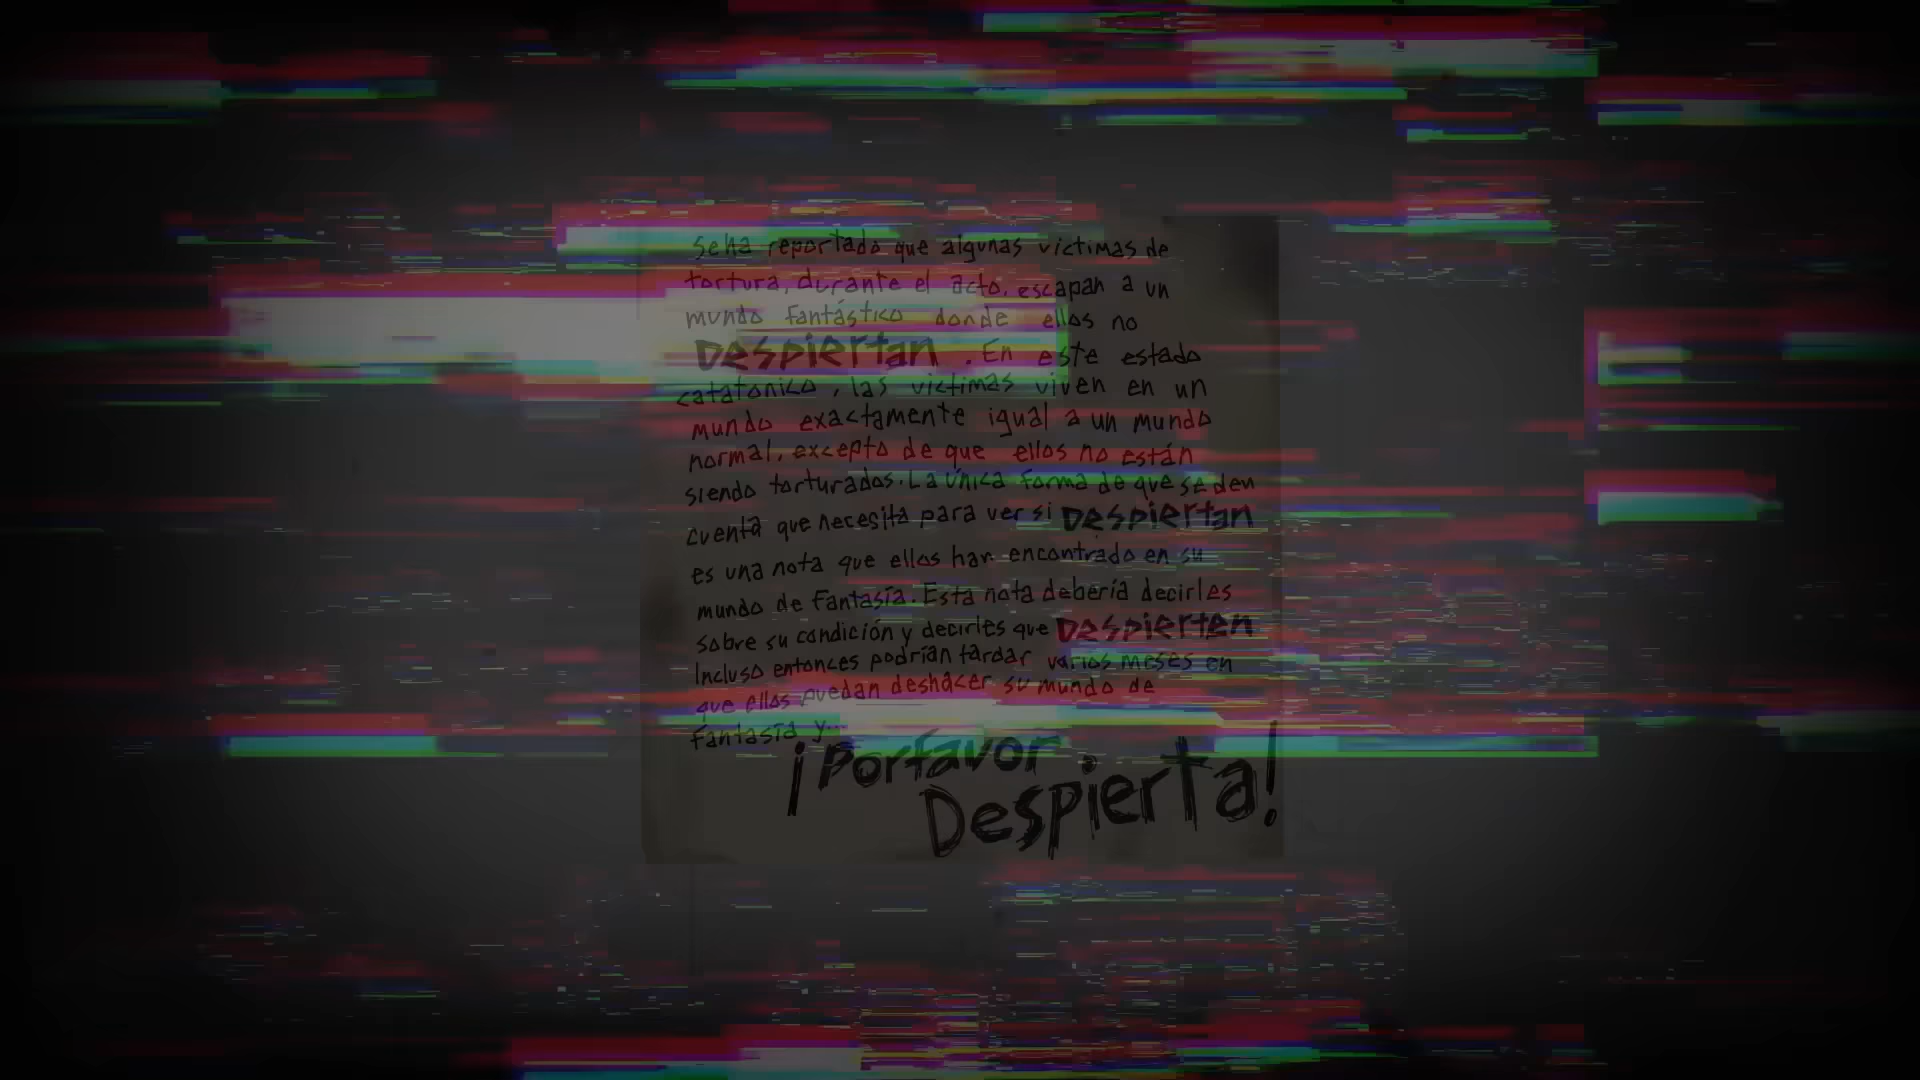 Se ha reportado que algunas victimas de
tortura, durante el acto, escapan a un
mundo fantástico donde ellos no
Despiertan . En este estado
catatonico, las victimas viven en un
mundo exactamente igual a un mundo
normal, excepto de que ellos no están
siendo torturados. La única forma de que se den
cuenta que necesita para ver si Despiertan
es una nota que ellos han encontrado en su
mundo de fantasía. Esta nota debería decirles
sobre su condición y decirles que Despierten
Incluso entonces podrían tardar varios meses en
que ellos puedan deshacer su mundo de
Fantasía y...
¡Porfavor
Despierta!